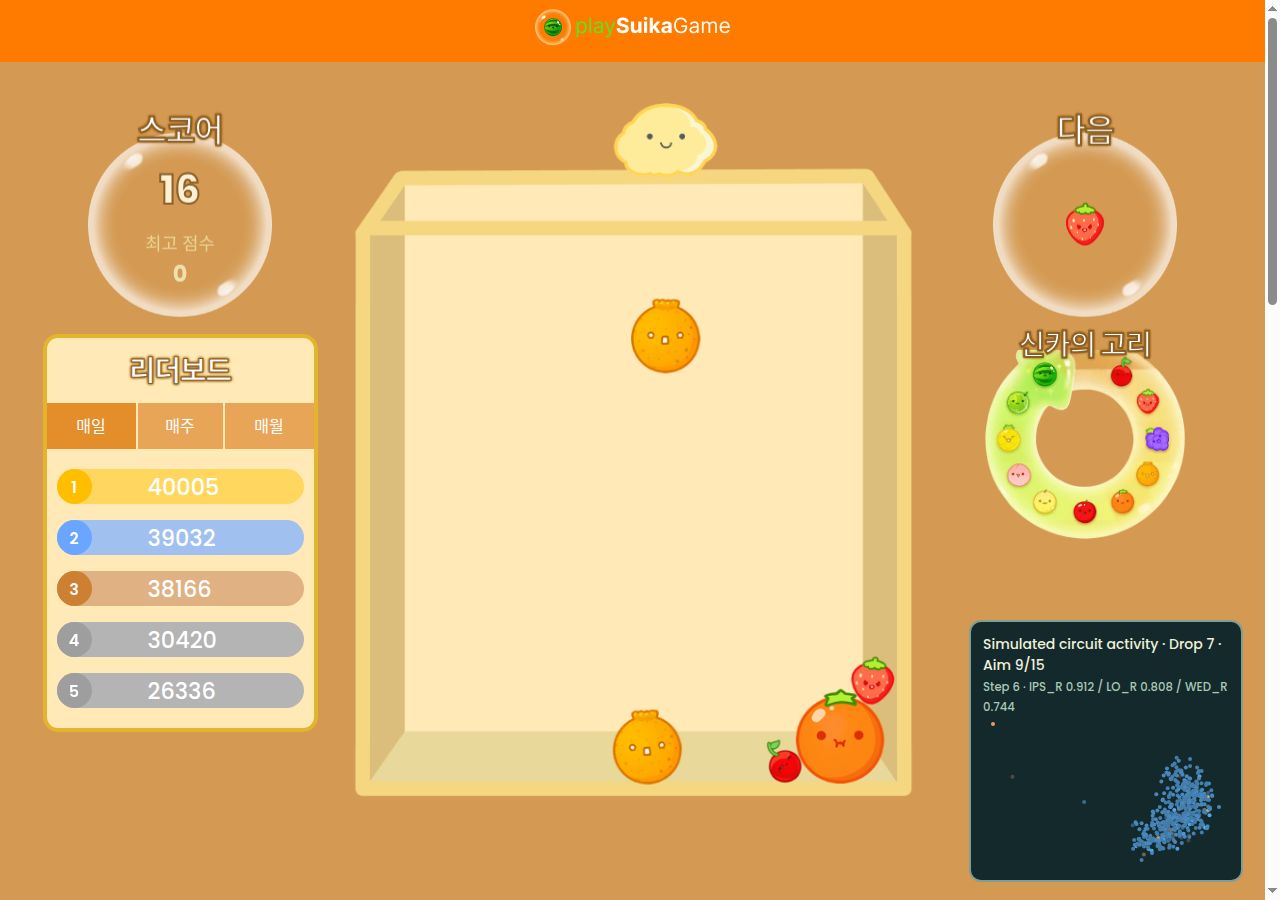 playSuikaGame
스코어
16
최고 점수
0
다음
리더보드
매일 매주 매월
1 40005
2 39032
3 38166
4 30420
5 26336
신카의 고리
Simulated circuit activity · Drop 7 ·
Aim 9/15
Step 6 · IPS_R 0.912 / LO_R 0.808 / WED_R
0.744